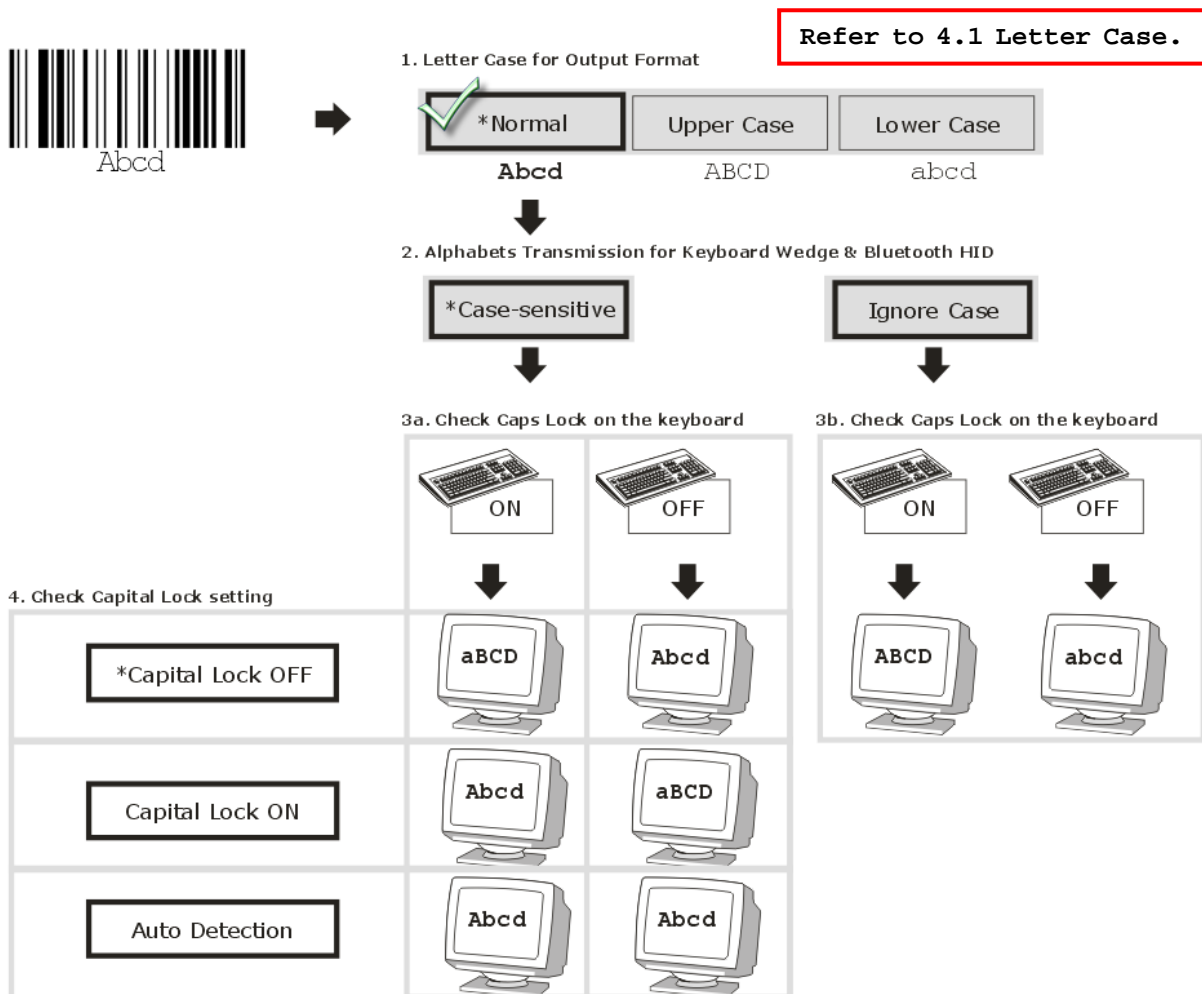 Refer to 4.1 Letter Case.
1. Letter Case for Output Format
*Normal Upper Case Lower Case
Abcd
Abcd ABCD abcd
2. Alphabets Transmission for Keyboard Wedge & Bluetooth HID
*Case-sensitive Ignore Case
3a. Check Caps Lock on the keyboard 3b. Check Caps Lock on the keyboard
ON OFF ON OFF
4. Check Capital Lock setting
*Capital Lock OFF aBCD Abcd ABCD abcd
Capital Lock ON Abcd aBCD
Auto Detection Abcd Abcd